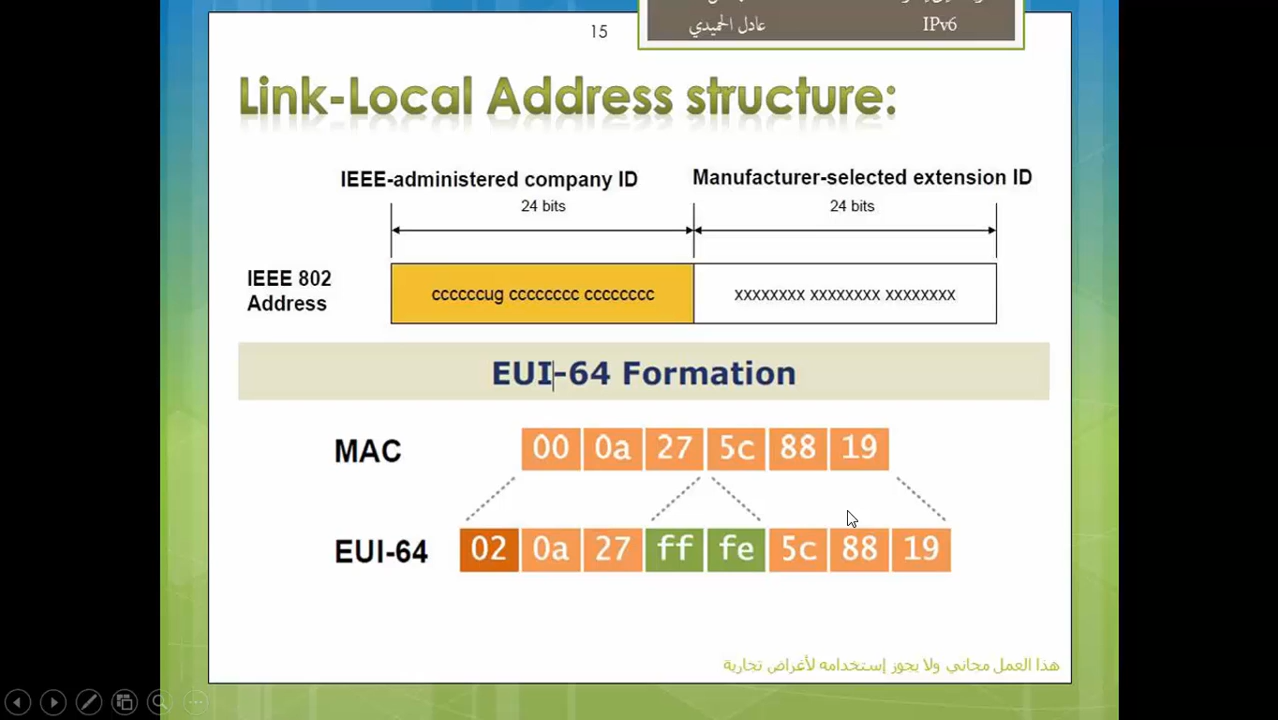 عادل الحميدي
IPv6
15
Link-Local Address structure:
IEEE-administered company ID
Manufacturer-selected extension ID
24 bits
24 bits
IEEE 802
Address
ccccccug cccccccc cccccccc
xxxxxxxx xxxxxxxx xxxxxxxx
EUI-64 Formation
MAC
00 0a 27 5c 88 19
EUI-64
02 0a 27 ff fe 5c 88 19
هذا العمل مجاني ولا يجوز إستخدامه لأغراض تجارية